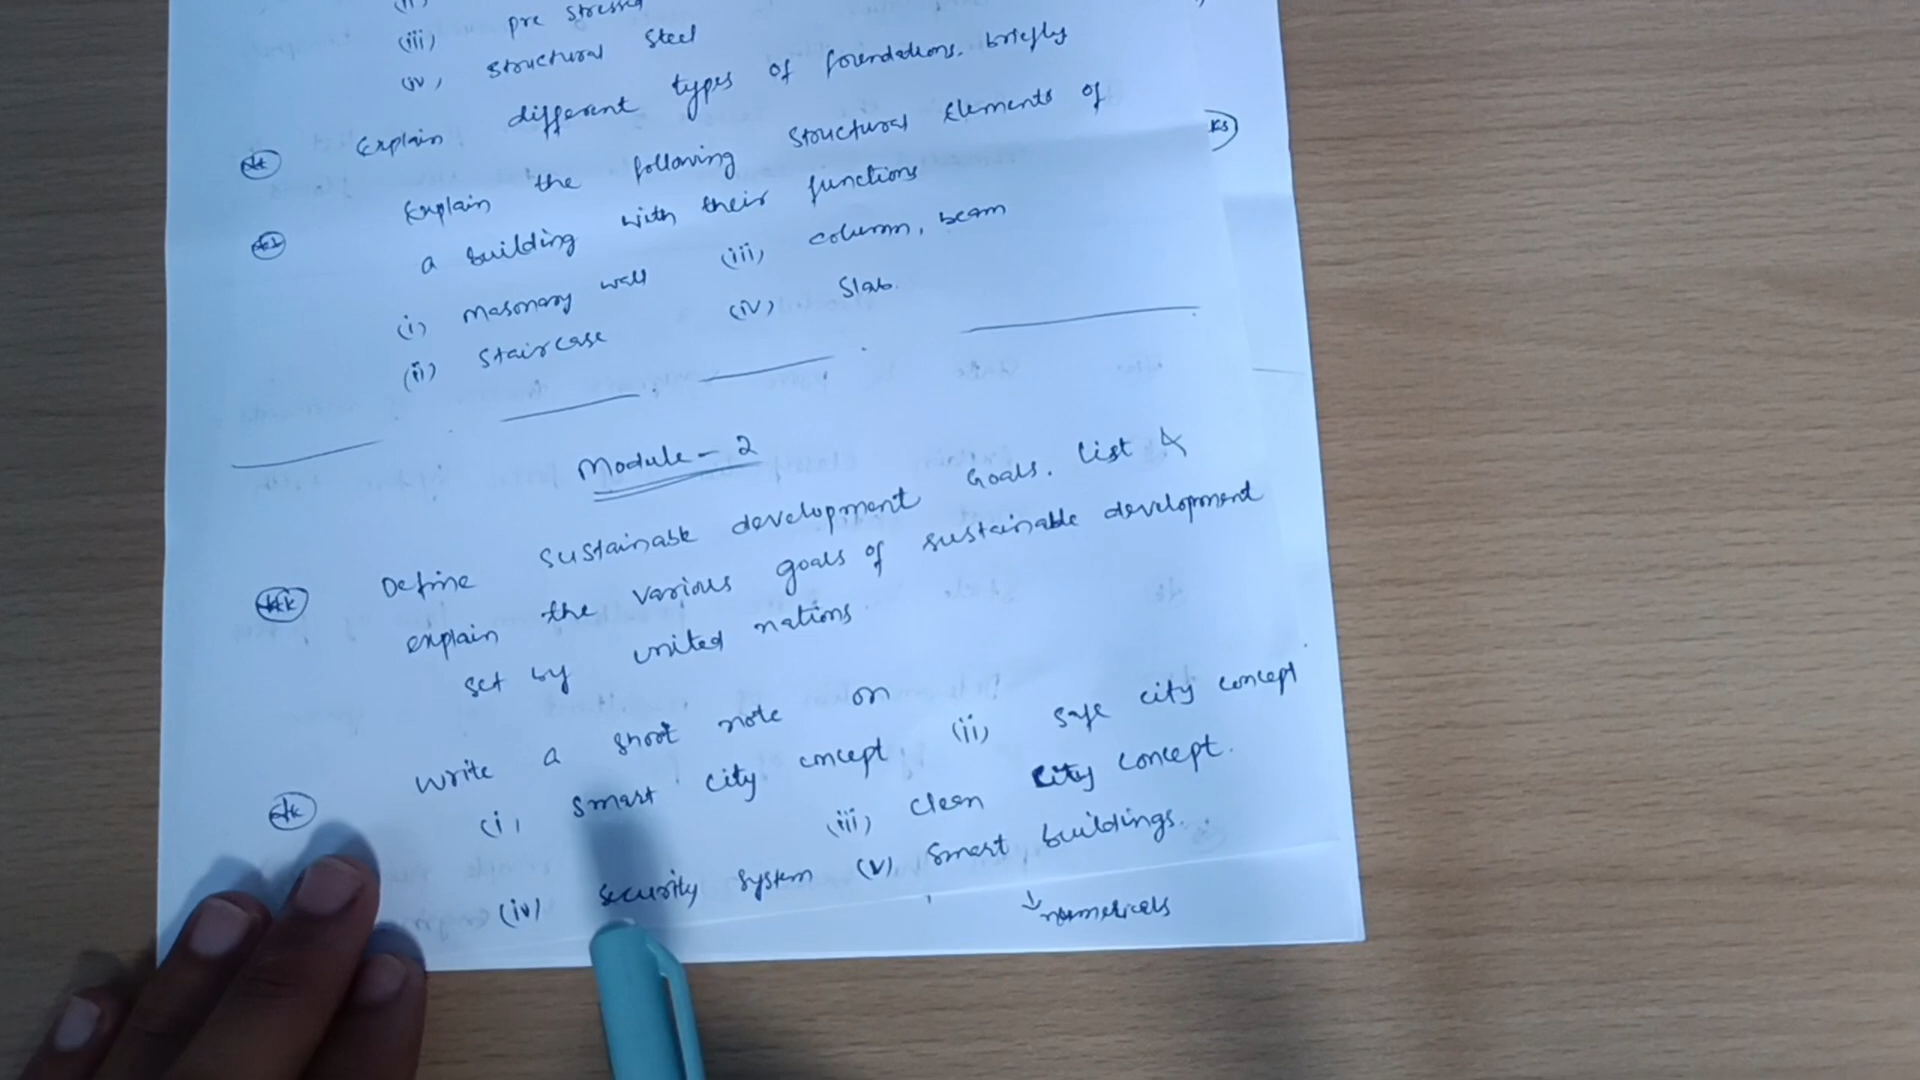 (iii) pre stressed
(iv) structural steel
Explain different types of foundations. briefly
Explain the following structural Elements of
a building with their functions
(i) masonary wall (iii) column, beam
(ii) staircase (iv) slab.
Module - 2
Define sustainable development Goals. List &
explain the various goals of sustainable development
set by united nations
write a short note on
(i) smart city concept (ii) safe city concept
(iii) clean city concept.
(iv) security system (v) smart buildings.
↓ numericals